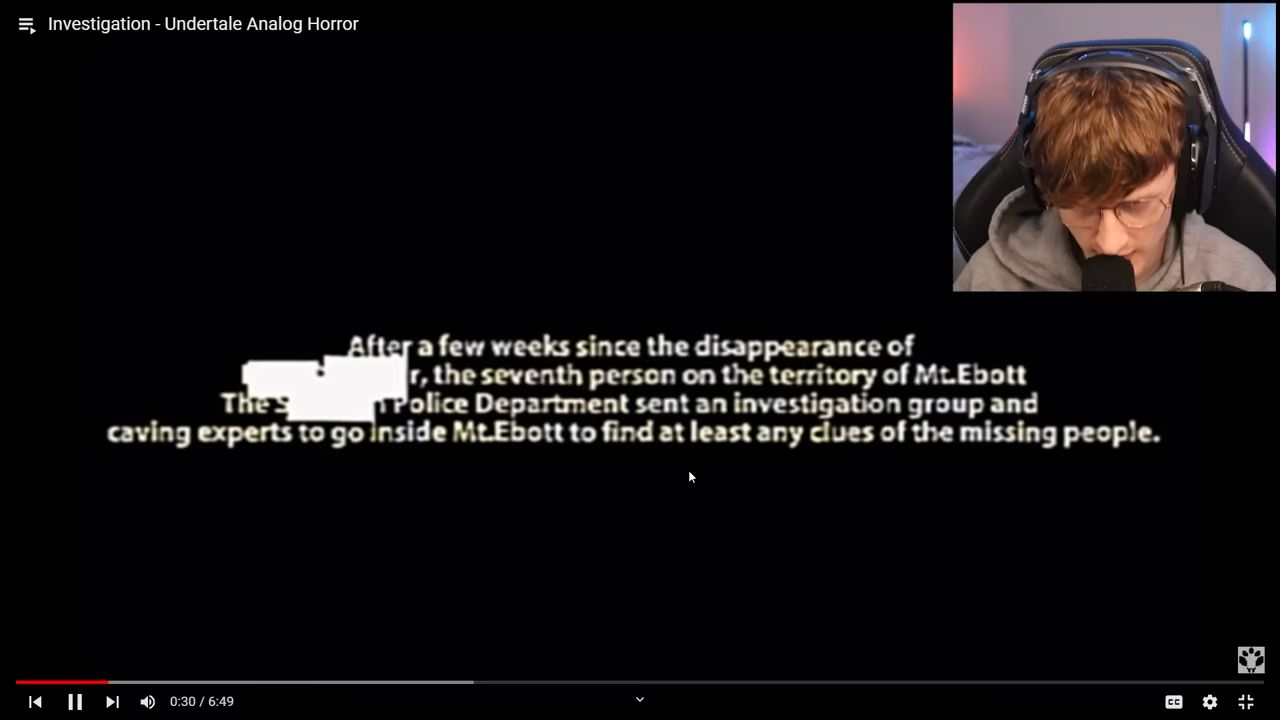 Investigation - Undertale Analog Horror
After a few weeks since the disappearance of
r, the seventh person on the territory of Mt.Ebott
The S Police Department sent an investigation group and
caving experts to go inside Mt.Ebott to find at least any clues of the missing people.
0:30 / 6:49
CC